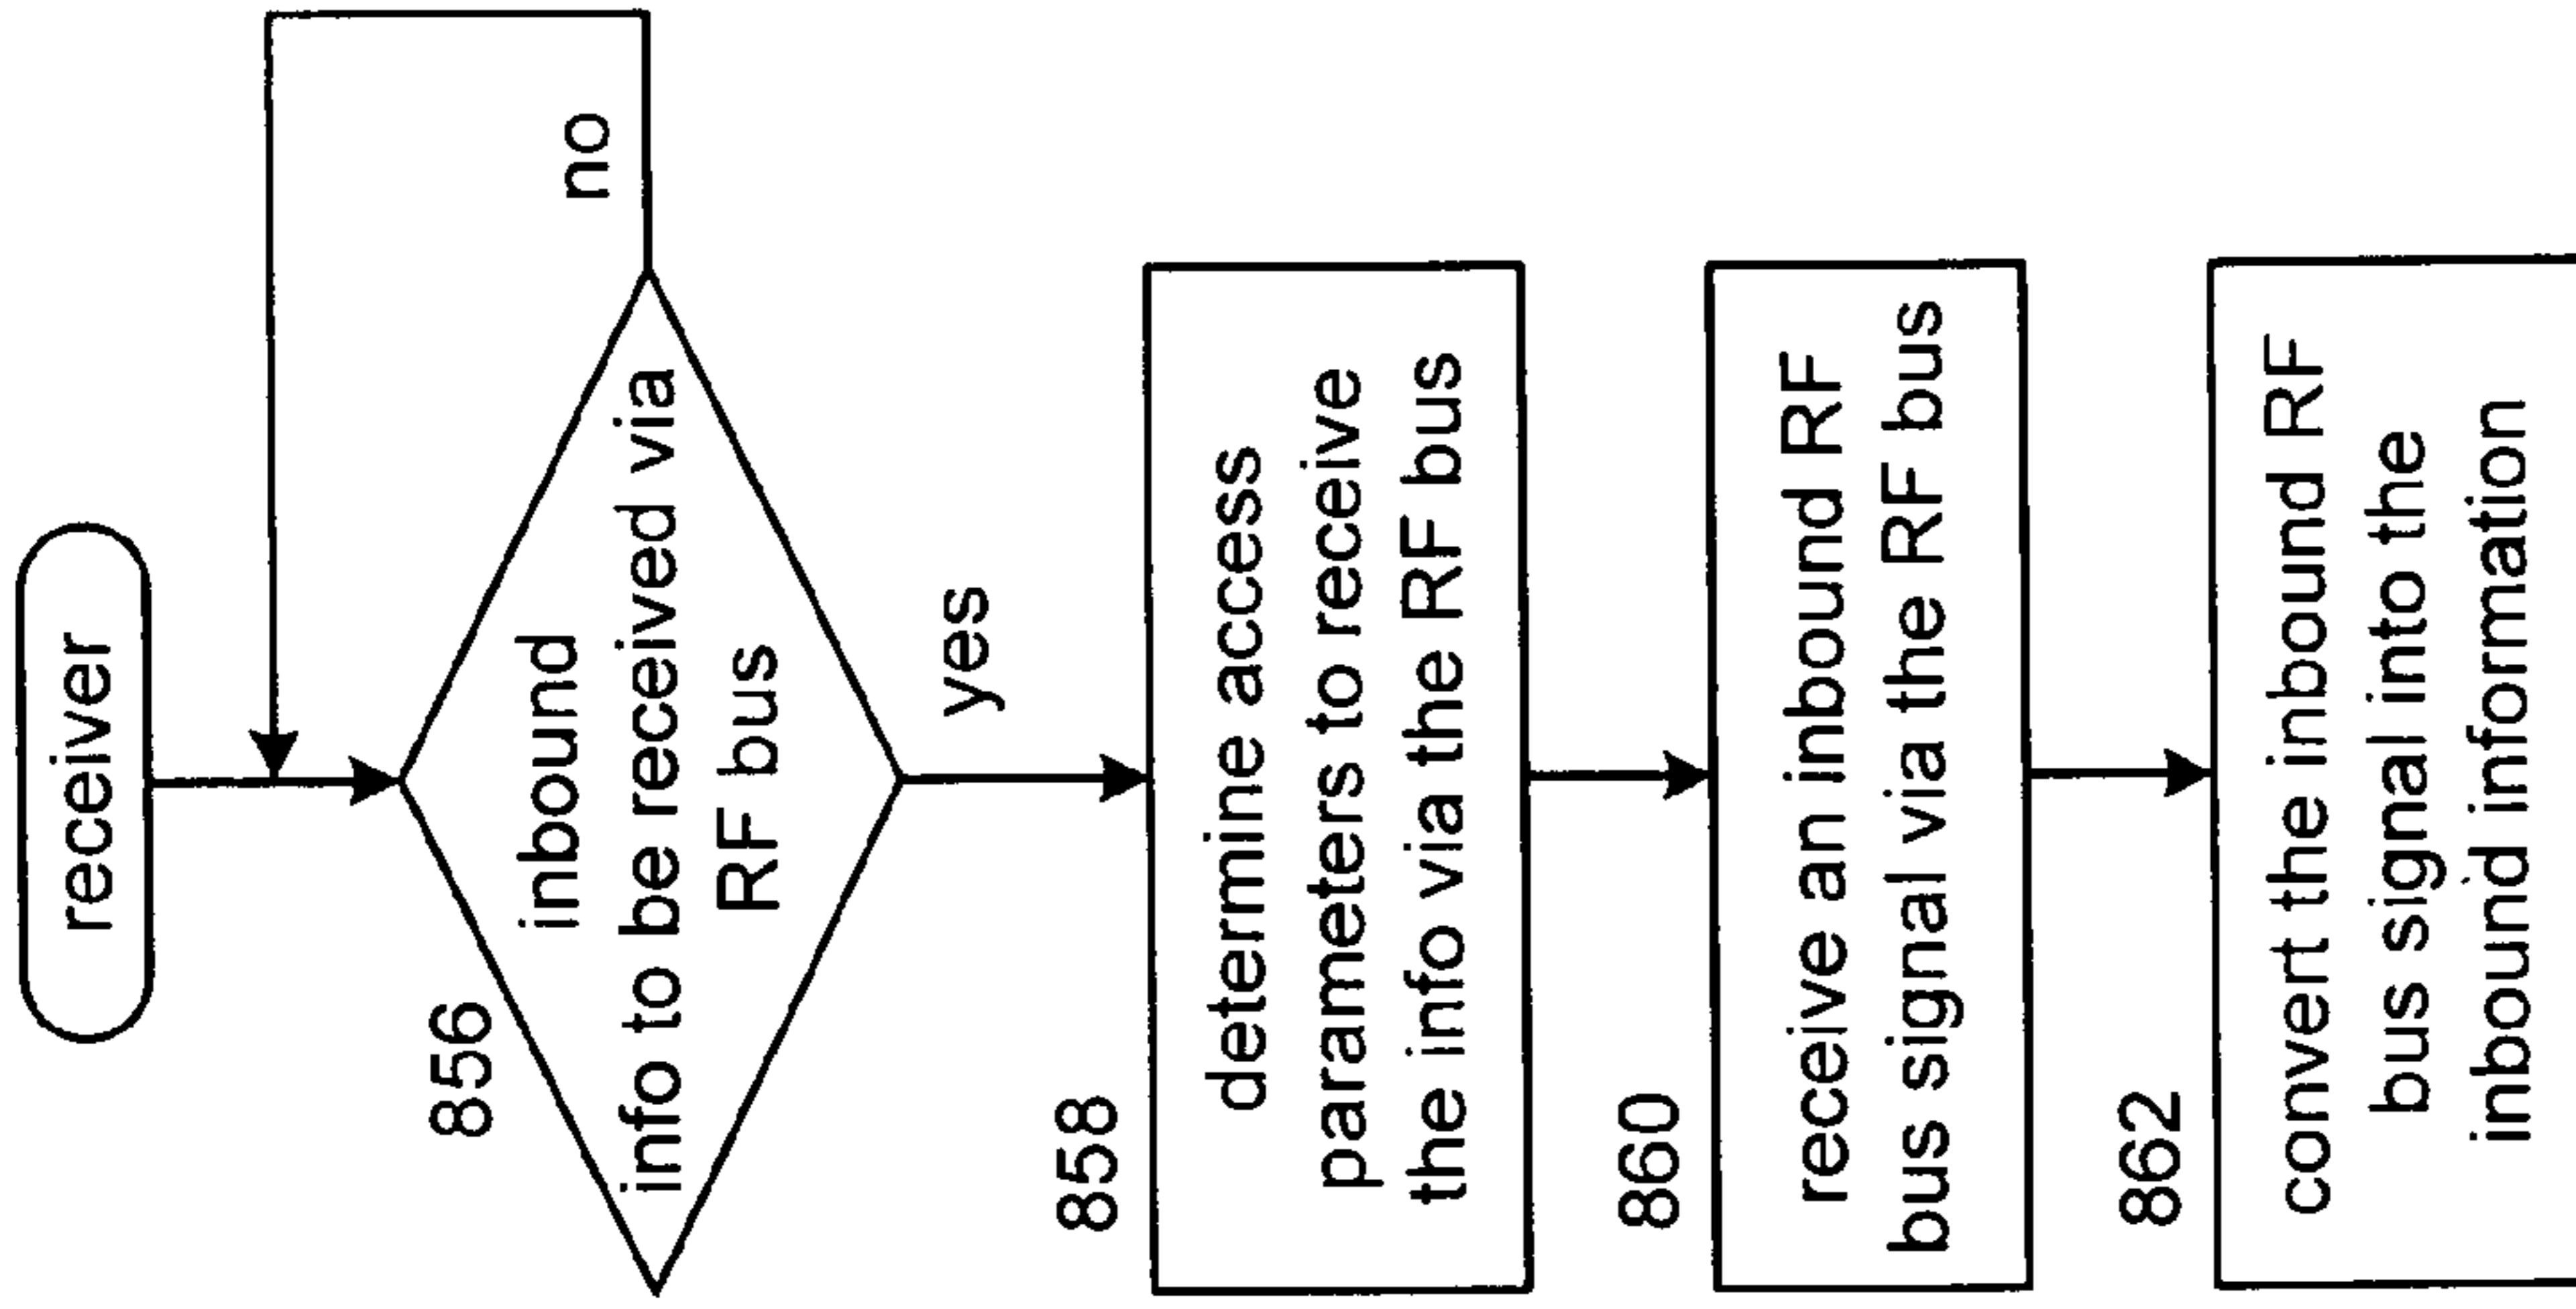 receiver
856
inbound
info to be received via
RF bus
no
yes
858
determine access
parameters to receive
the info via the RF bus
860
receive an inbound RF
bus signal via the RF bus
862
convert the inbound RF
bus signal into the
inbound information